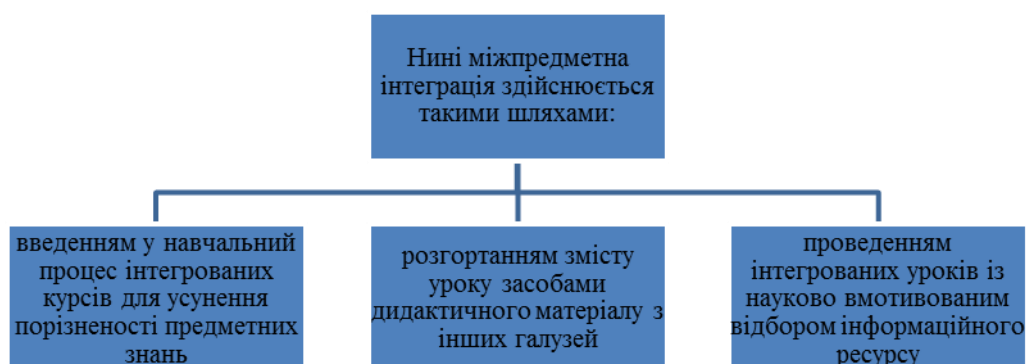 Нині міжпредметна
інтеграція здійснюється
такими шляхами:
введенням у навчальний
процес інтегрованих
курсів для усунення
порізненості предметних
знань
розгортанням змісту
уроку засобами
дидактичного матеріалу з
інших галузей
проведенням
інтегрованих уроків із
науково вмотивованим
відбором інформаційного
ресурсу